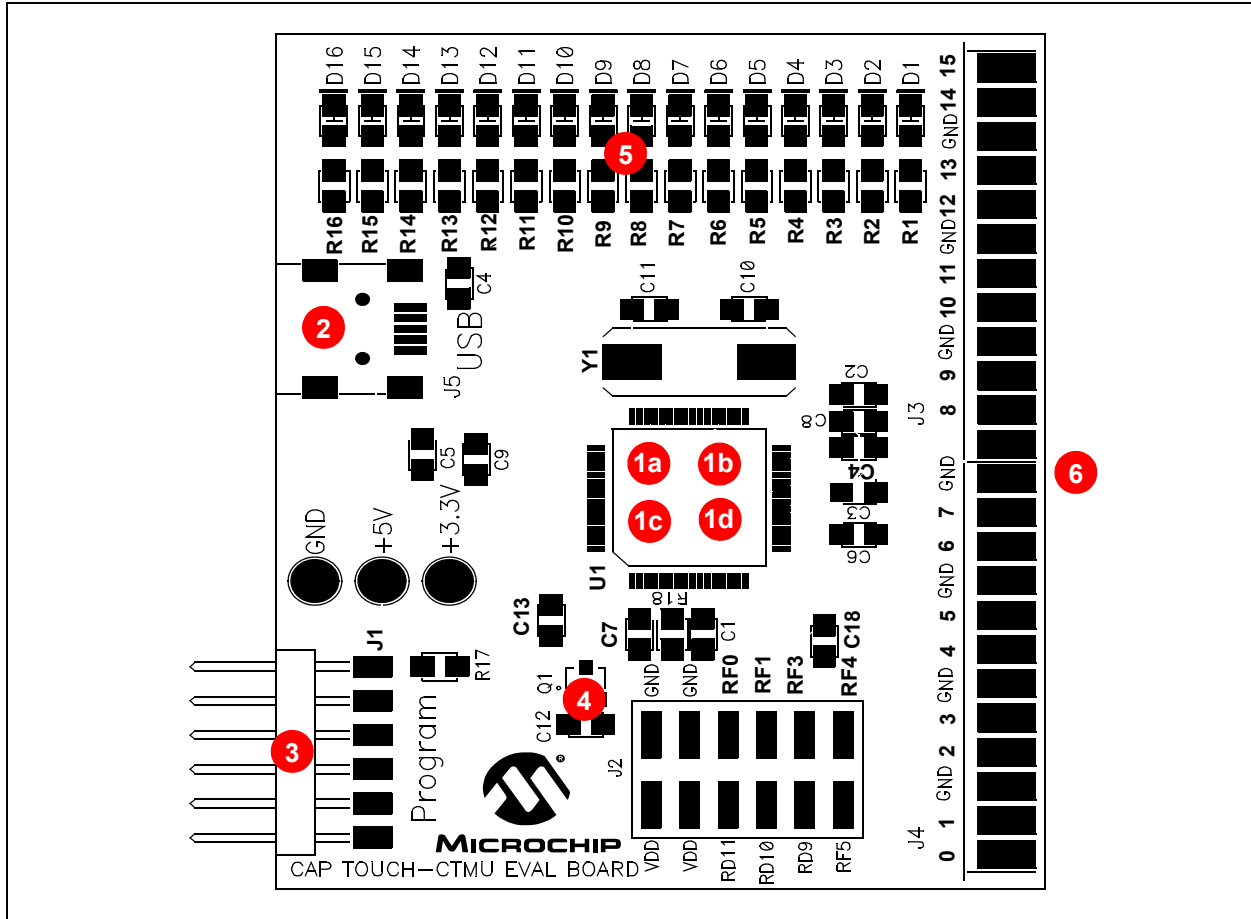 D16 D15 D14 D13 D12 D11 D10 D9 D8 D7 D6 D5 D4 D3 D2 D1
5
R16 R15 R14 R13 R12 R11 R10 R9 R8 R7 R6 R5 R4 R3 R2 R1
C4
C11 C10
2
USB
J5
Y1
C5 C9
1a 1b
1c 1d
U1
C2
C8
C4
C3
C6
GND +5V +3.3V
C13
C7
R18
C1
C18
J1
R17
3
Program
Q1
4
C12
GND GND RF0 RF1 RF3 RF4
J2
VDD VDD RD11 RD10 RD9 RF5
®
MICROCHIP
CAP TOUCH-CTMU EVAL BOARD
15
14
GND
13
12
GND
11
10
GND
9
8
J3
GND
6
7
6
GND
5
4
GND
3
2
GND
1
0
J4